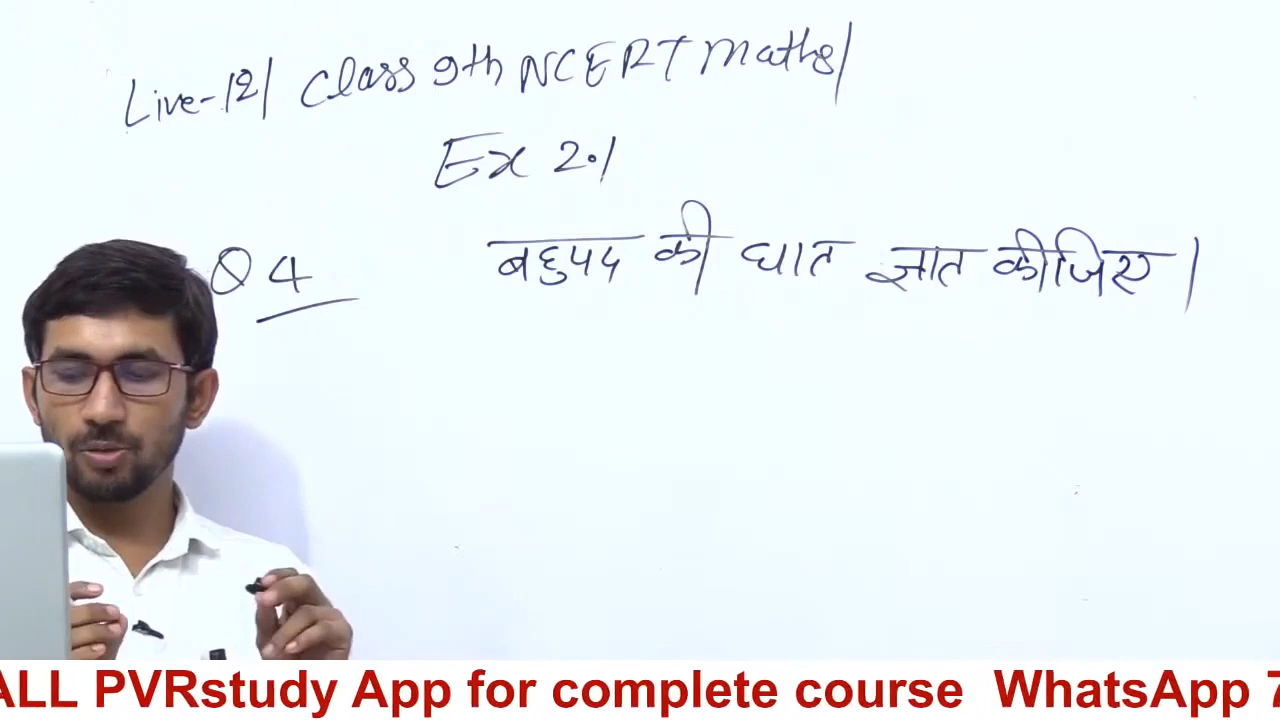 Live-12/ Class 9th NCERT Maths/
Ex 2.1
Q 4 बहुपद की घात ज्ञात कीजिए।
ALL PVRstudy App for complete course WhatsApp 7